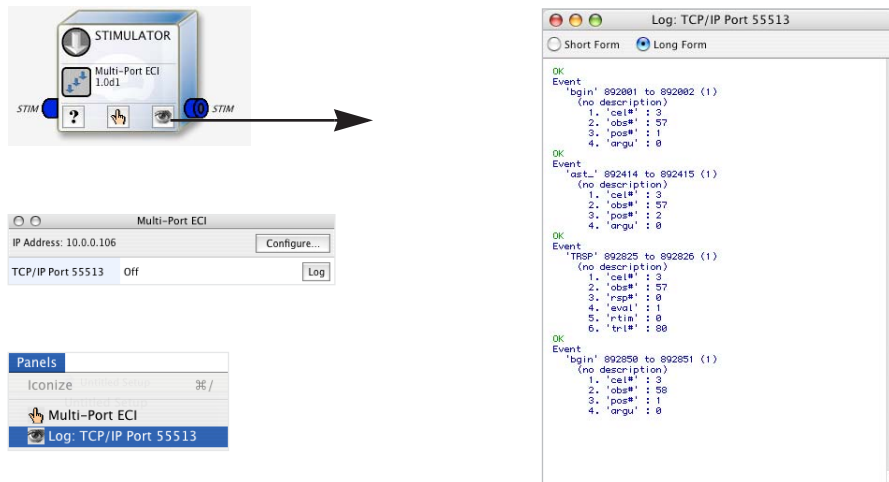 STIMULATOR
Multi-Port ECI
1.0d1
STIM
?
STIM
Multi-Port ECI
IP Address: 10.0.0.106
Configure...
TCP/IP Port 55513 Off
Log
Panels
Iconize ⌘/
Multi-Port ECI
Log: TCP/IP Port 55513
Log: TCP/IP Port 55513
Short Form Long Form
OK
Event
'bgin' 892001 to 892002 (1)
(no description)
1. 'cel#' : 3
2. 'obs#' : 57
3. 'pos#' : 1
4. 'argu' : 0
OK
Event
'ast_' 892414 to 892415 (1)
(no description)
1. 'cel#' : 3
2. 'obs#' : 57
3. 'pos#' : 2
4. 'argu' : 0
OK
Event
'TRSP' 892825 to 892826 (1)
(no description)
1. 'cel#' : 3
2. 'obs#' : 57
3. 'rsp#' : 0
4. 'eval' : 1
5. 'rtim' : 0
6. 'trl#' : 80
OK
Event
'bgin' 892850 to 892851 (1)
(no description)
1. 'cel#' : 3
2. 'obs#' : 58
3. 'pos#' : 1
4. 'argu' : 0